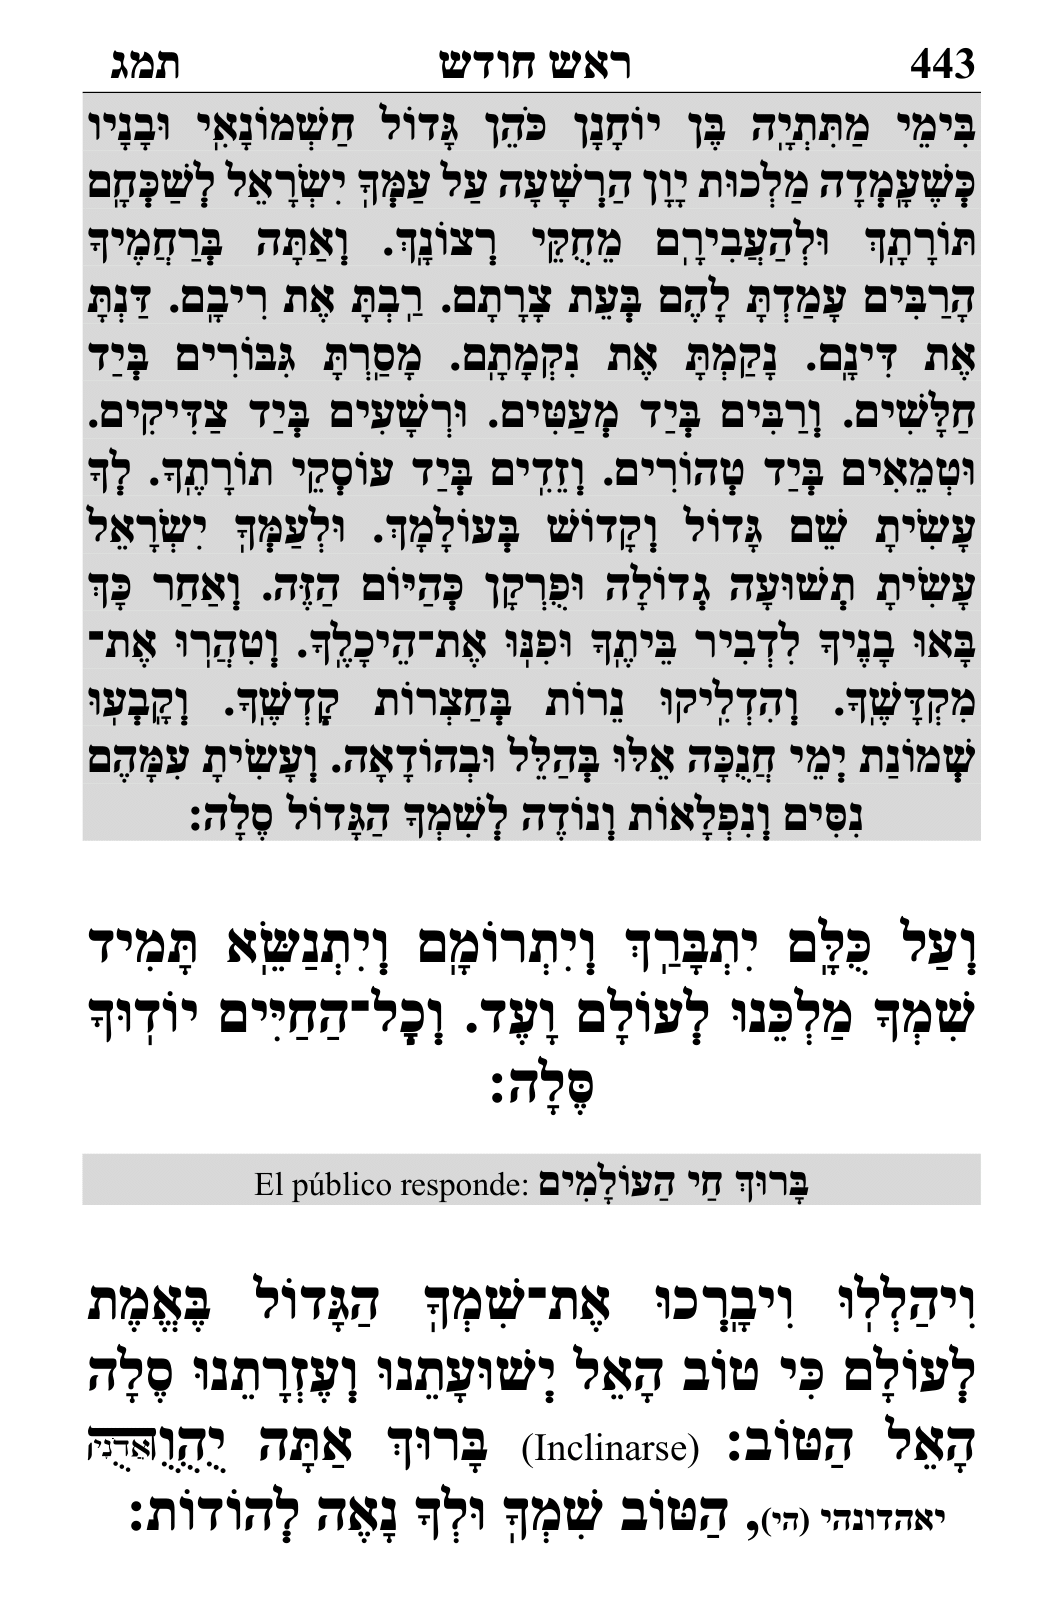 443 ראש חודש תמג
בִּימֵי מַתִּתְיָה בֶּן יוֹחָנָן כֹּהֵן גָּדוֹל חַשְׁמוֹנָאִי וּבָנָיו
כְּשֶׁעָמְדָה מַלְכוּת יָוָן הָרְשָׁעָה עַל עַמְּךָ יִשְׂרָאֵל לְשַׁכְּחָם
תּוֹרָתָךְ וּלְהַעֲבִירָם מֵחֻקֵּי רְצוֹנָךְ. וְאַתָּה בְּרַחֲמֶיךָ
הָרַבִּים עָמַדְתָּ לָהֶם בְּעֵת צָרָתָם. רַבְתָּ אֶת רִיבָם. דַּנְתָּ
אֶת דִּינָם. נָקַמְתָּ אֶת נִקְמָתָם. מָסַרְתָּ גִּבּוֹרִים בְּיַד
חַלָּשִׁים. וְרַבִּים בְּיַד מְעַטִּים. וּרְשָׁעִים בְּיַד צַדִּיקִים.
וּטְמֵאִים בְּיַד טְהוֹרִים. וְזֵדִים בְּיַד עוֹסְקֵי תוֹרָתֶךָ. לְךָ
עָשִׂיתָ שֵׁם גָּדוֹל וְקָדוֹשׁ בְּעוֹלָמָךְ. וּלְעַמְּךָ יִשְׂרָאֵל
עָשִׂיתָ תְּשׁוּעָה גְדוֹלָה וּפֻרְקָן כְּהַיּוֹם הַזֶּה. וְאַחַר כָּךְ
בָּאוּ בָנֶיךָ לִדְבִיר בֵּיתֶךָ וּפִנּוּ אֶת־הֵיכָלֶךָ. וְטִהֲרוּ אֶת־
מִקְדָּשֶׁךָ. וְהִדְלִיקוּ נֵרוֹת בְּחַצְרוֹת קָדְשֶׁךָ. וְקָבְעוּ
שְׁמוֹנַת יְמֵי חֲנֻכָּה אֵלּוּ בְּהַלֵּל וּבְהוֹדָאָה. וְעָשִׂיתָ עִמָּהֶם
נִסִּים וְנִפְלָאוֹת וְנוֹדֶה לְשִׁמְךָ הַגָּדוֹל סֶלָה:
וְעַל כֻּלָּם יִתְבָּרַךְ וְיִתְרוֹמָם וְיִתְנַשֵּׂא תָּמִיד
שִׁמְךָ מַלְכֵּנוּ לְעוֹלָם וָעֶד. וְכָל־הַחַיִּים יוֹדוּךָ
סֶּלָה:
El público responde: בָּרוּךְ חַי הַעוֹלָמִים
וִיהַלְלוּ וִיבָרְכוּ אֶת־שִׁמְךָ הַגָּדוֹל בֶּאֱמֶת
לְעוֹלָם כִּי טוֹב הָאֵל יְשׁוּעָתֵנוּ וְעֶזְרָתֵנוּ סֶלָה
הָאֵל הַטּוֹב: (Inclinarse) בָּרוּךְ אַתָּה יֻהֻוֻהֻאֲדֹנָי
יאהדונהי (הי), הַטּוֹב שִׁמְךָ וּלְךָ נָאֶה לְהוֹדוֹת: